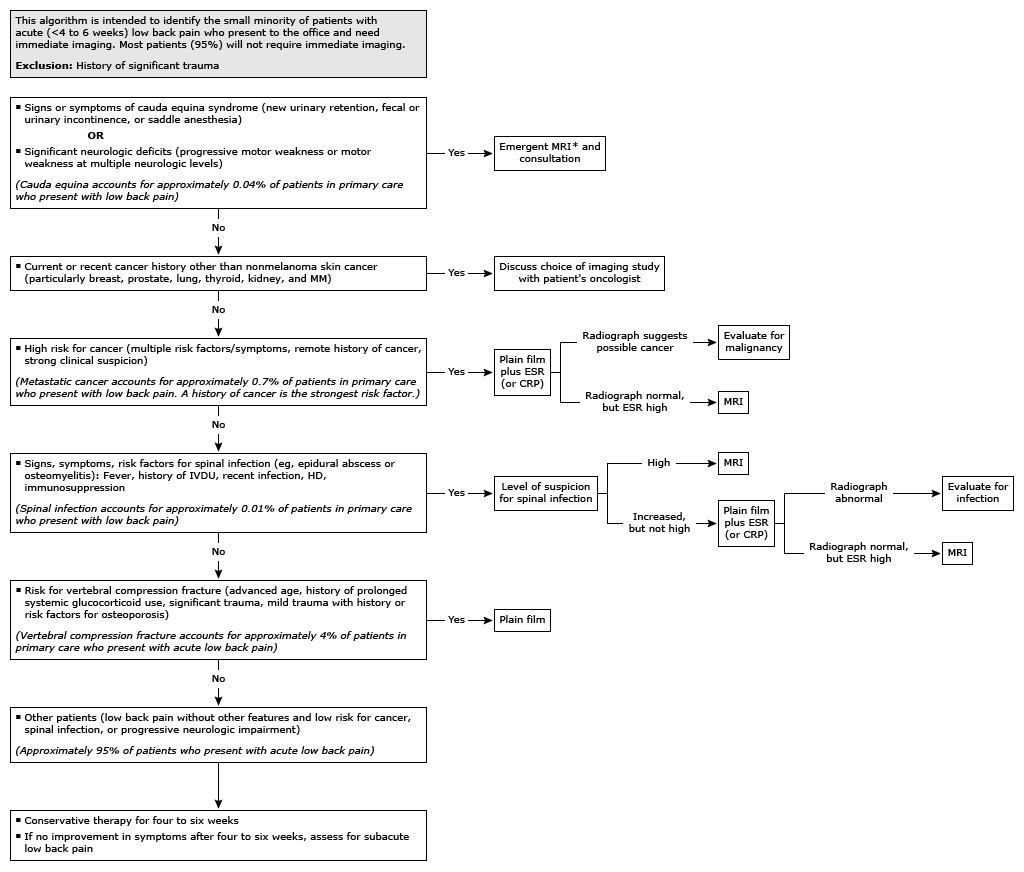 This algorithm is intended to identify the small minority of patients with
acute (<4 to 6 weeks) low back pain who present to the office and need
immediate imaging. Most patients (95%) will not require immediate imaging.
Exclusion: History of significant trauma
▪ Signs or symptoms of cauda equina syndrome (new urinary retention, fecal or
urinary incontinence, or saddle anesthesia)
OR
▪ Significant neurologic deficits (progressive motor weakness or motor
weakness at multiple neurologic levels)
(Cauda equina accounts for approximately 0.04% of patients in primary care
who present with low back pain)
Yes
Emergent MRI* and
consultation
No
▪ Current or recent cancer history other than nonmelanoma skin cancer
(particularly breast, prostate, lung, thyroid, kidney, and MM)
Yes
Discuss choice of imaging study
with patient's oncologist
No
▪ High risk for cancer (multiple risk factors/symptoms, remote history of cancer,
strong clinical suspicion)
(Metastatic cancer accounts for approximately 0.7% of patients in primary care
who present with low back pain. A history of cancer is the strongest risk factor.)
Yes
Plain film
plus ESR
(or CRP)
Radiograph suggests
possible cancer
Evaluate for
malignancy
Radiograph normal,
but ESR high
MRI
No
▪ Signs, symptoms, risk factors for spinal infection (eg, epidural abscess or
osteomyelitis): Fever, history of IVDU, recent infection, HD,
immunosuppression
(Spinal infection accounts for approximately 0.01% of patients in primary care
who present with low back pain)
Yes
Level of suspicion
for spinal infection
High
MRI
Increased,
but not high
Plain film
plus ESR
(or CRP)
Radiograph
abnormal
Evaluate for
infection
Radiograph normal,
but ESR high
MRI
No
▪ Risk for vertebral compression fracture (advanced age, history of prolonged
systemic glucocorticoid use, significant trauma, mild trauma with history or
risk factors for osteoporosis)
(Vertebral compression fracture accounts for approximately 4% of patients in
primary care who present with acute low back pain)
Yes
Plain film
No
▪ Other patients (low back pain without other features and low risk for cancer,
spinal infection, or progressive neurologic impairment)
(Approximately 95% of patients who present with acute low back pain)
▪ Conservative therapy for four to six weeks
▪ If no improvement in symptoms after four to six weeks, assess for subacute
low back pain